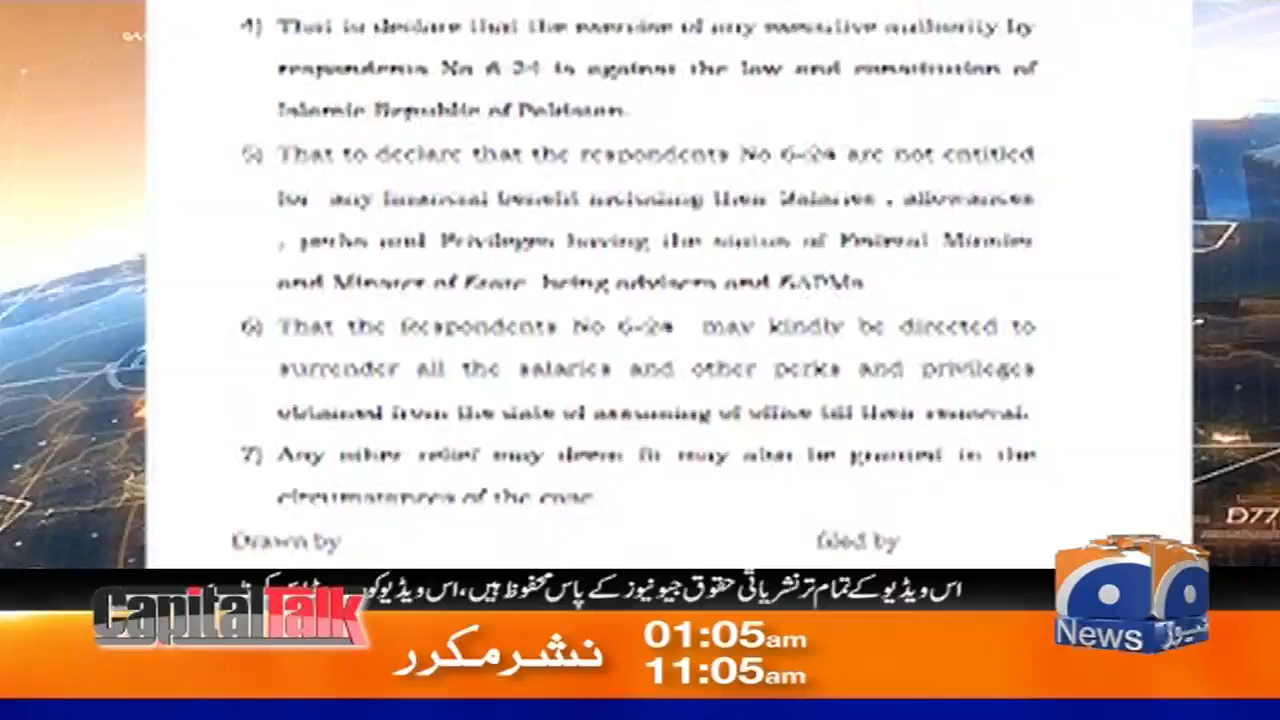 4) That to declare that the exercise of any executive authority by
respondents No 6-24 is against the law and constitution of
Islamic Republic of Pakistan.
5) That to declare that the respondents No 6-24 are not entitled
for any financial benefit including their Salaries , allowances
, perks and Privileges having the status of Federal Minister
and Minister of State being advisers and SAPMs
6) That the Respondents No 6-24 may kindly be directed to
surrender all the salaries and other perks and privileges
obtained from the date of assuming of office till their removal.
7) Any other relief may deem fit may also be granted in the
circumstances of the case
Drawn by filed by
D77
اس ویڈیو کے تمام تر نشریاتی حقوق جیو نیوز کے پاس محفوظ ہیں، اس ویڈیو کو
Capital Talk
نشر مکرر
01:05am
11:05am
News نیوز